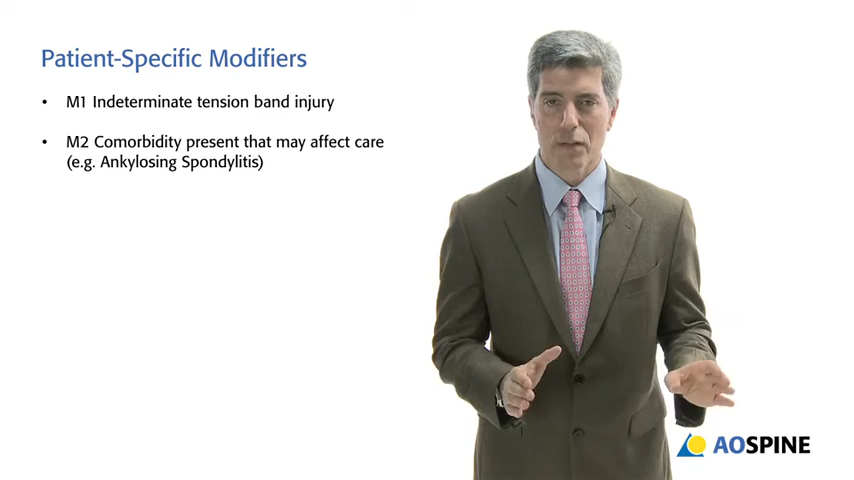 Patient-Specific Modifiers
• M1 Indeterminate tension band injury
• M2 Comorbidity present that may affect care
(e.g. Ankylosing Spondylitis)
AOSPINE